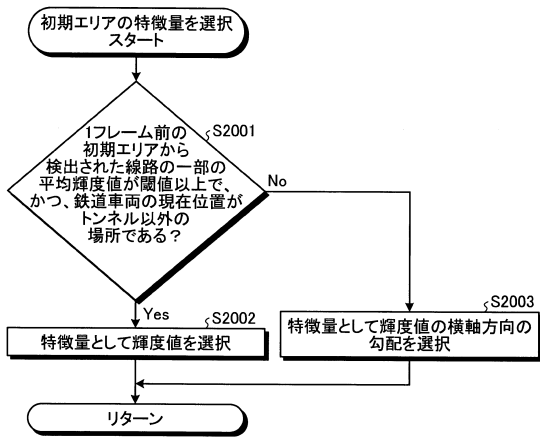 初期エリアの特徴量を選択
スタート
S2001
1フレーム前の
初期エリアから
検出された線路の一部の
平均輝度値が閾値以上で、
かつ、鉄道車両の現在位置が
トンネル以外の
場所である？
No
Yes
S2002
特徴量として輝度値を選択
S2003
特徴量として輝度値の横軸方向の
勾配を選択
リターン